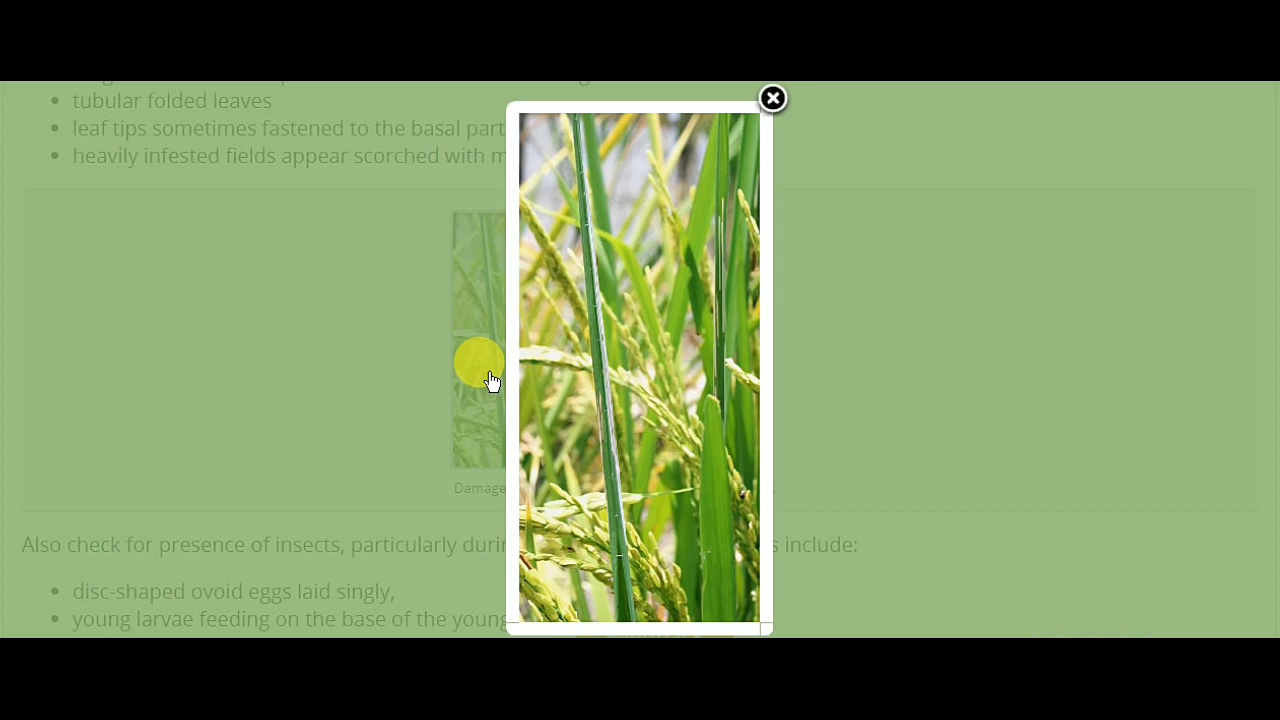 tubular folded leaves
leaf tips sometimes fastened to the basal part
heavily infested fields appear scorched with
Damage
Also check for presence of insects, particularly
include:
disc-shaped ovoid eggs laid singly,
young larvae feeding on the base of the young